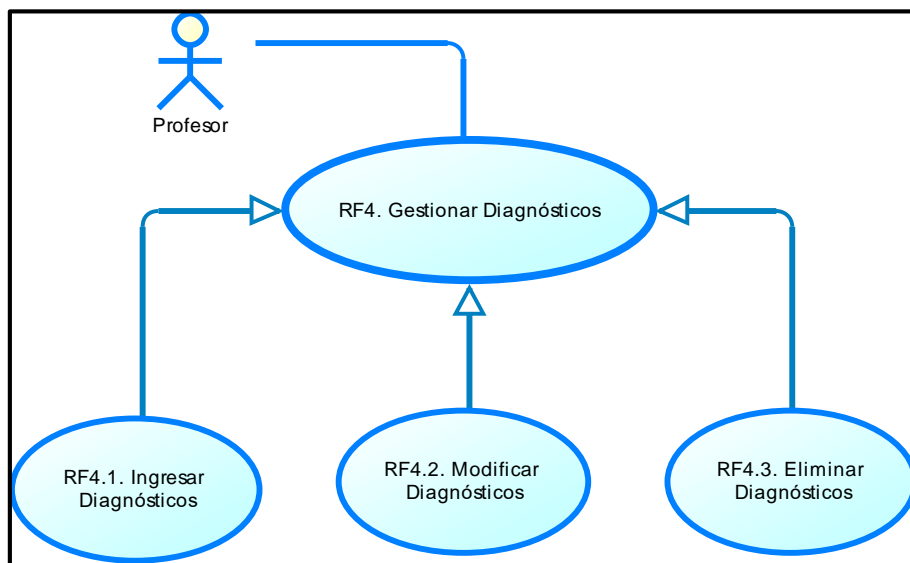 Profesor
RF4. Gestionar Diagnósticos
RF4.1. Ingresar
Diagnósticos
RF4.2. Modificar
Diagnósticos
RF4.3. Eliminar
Diagnósticos